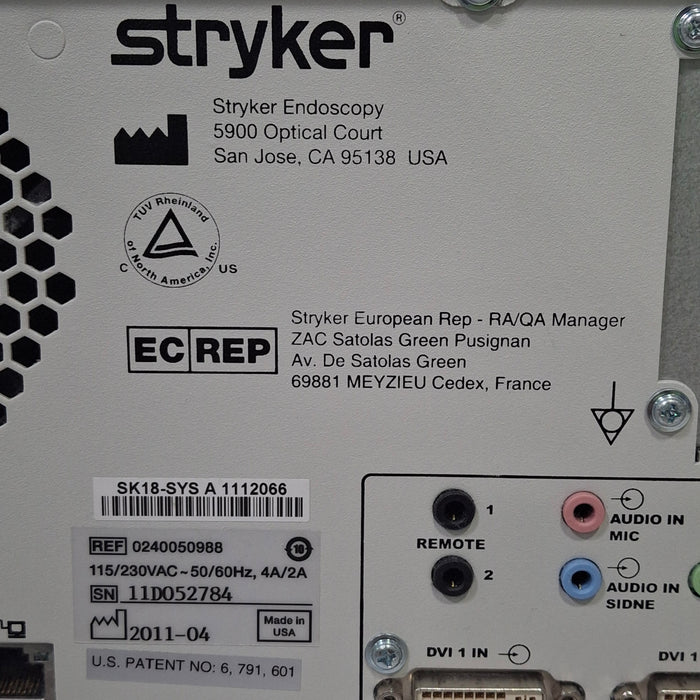 stryker®
Stryker Endoscopy
5900 Optical Court
San Jose, CA 95138 USA
TUV Rheinland
of North America, Inc.
C US
EC REP
Stryker European Rep - RA/QA Manager
ZAC Satolas Green Pusignan
Av. De Satolas Green
69881 MEYZIEU Cedex, France
SK18-SYS A 1112066
REF 0240050988
10
115/230VAC~50/60Hz, 4A/2A
SN 11D052784
2011-04
Made in
USA
U.S. PATENT NO: 6, 791, 601
REMOTE
1
2
AUDIO IN
MIC
AUDIO IN
SIDNE
DVI 1 IN
DVI 1